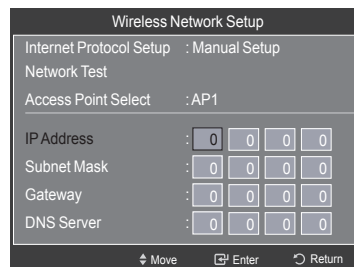 Wireless Network Setup
Internet Protocol Setup : Manual Setup
Network Test
Access Point Select : AP1
IP Address : 0 0 0 0
Subnet Mask : 0 0 0 0
Gateway : 0 0 0 0
DNS Server : 0 0 0 0
Move Enter Return